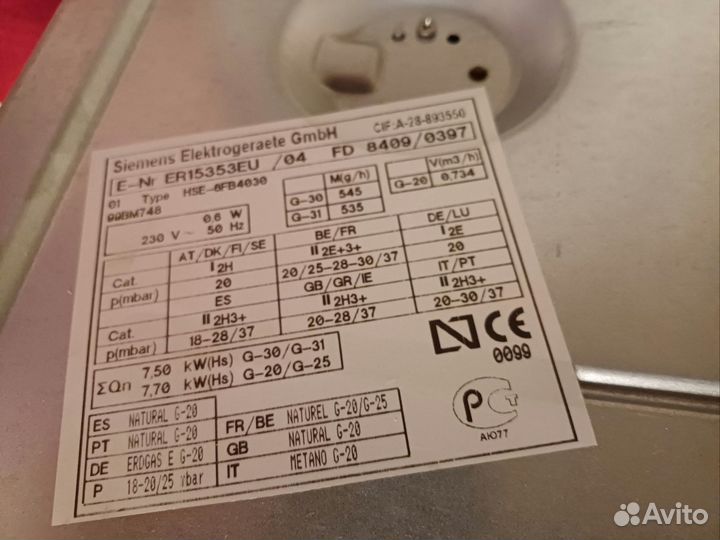 Siemens Elektrogeraete GmbH CIF:A-28-893550
E-Nr ER15353EU /04 FD 8409/0397
01 Type HSE-6FB4030
99BM748
0,6 W
230 V ~ 50 Hz
M(g/h)
G-30 545
G-31 535
V(m3/h)
G-20 0,734
AT/DK/FI/SE BE/FR DE/LU
Cat. I 2H II 2E+3+ I 2E
p(mbar) 20 20/25-28-30/37 20
ES GB/GR/IE IT/PT
Cat. II 2H3+ II 2H3+ II 2H3+
p(mbar) 18-28/37 20-28/37 20-30/37
ΣQn 7,50 kW(Hs) G-30/G-31
7,70 kW(Hs) G-20/G-25
N CE
0099
ES NATURAL G-20
PT NATURAL G-20
DE ERDGAS E G-20
P 18-20/25 mbar
FR/BE NATUREL G-20/G-25
GB NATURAL G-20
IT METANO G-20
РСТ
АЮ77
Avito